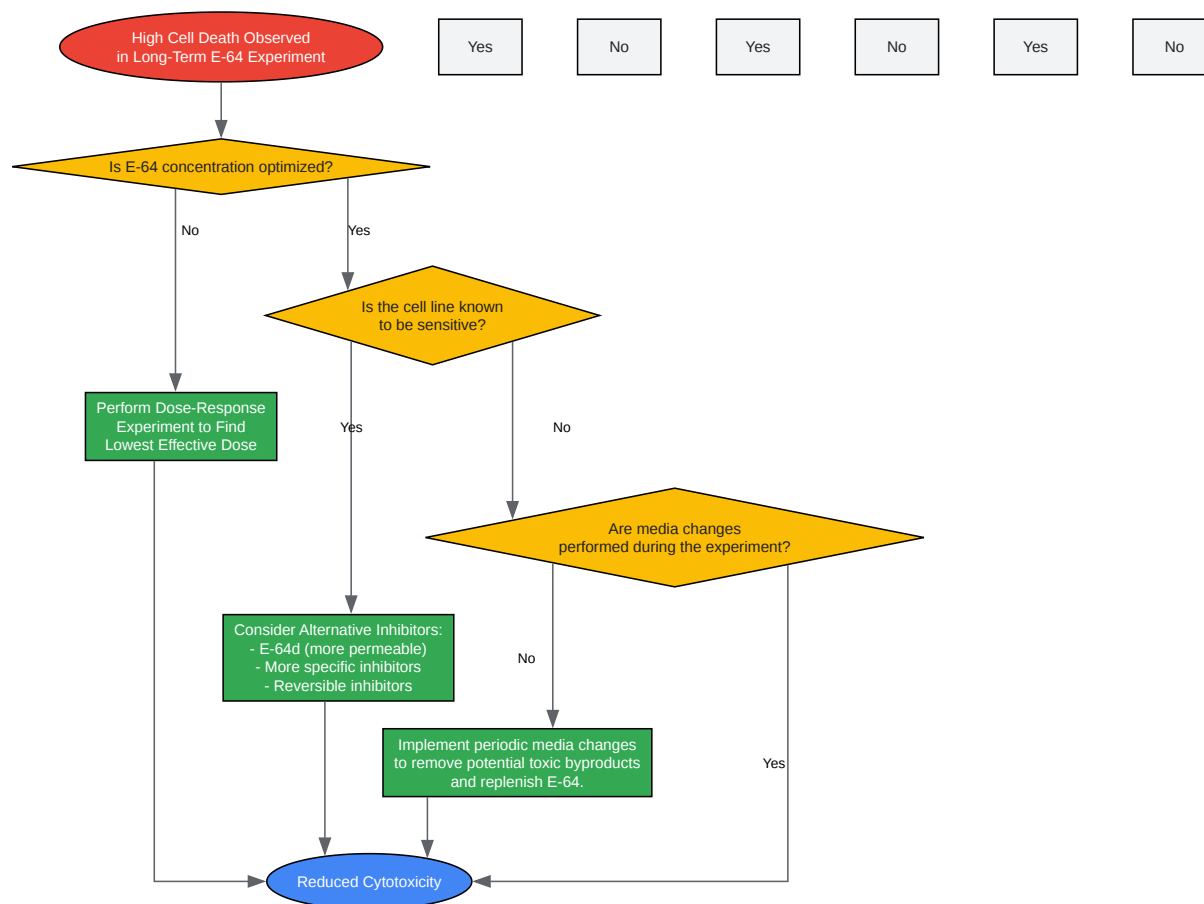 High Cell Death Observed
in Long-Term E-64 Experiment
Yes
No
Yes
No
Yes
No
Is E-64 concentration optimized?
No
Yes
Is the cell line known
to be sensitive?
Perform Dose-Response
Experiment to Find
Lowest Effective Dose
Yes
No
Are media changes
performed during the experiment?
Consider Alternative Inhibitors:
- E-64d (more permeable)
- More specific inhibitors
- Reversible inhibitors
No
Implement periodic media changes
to remove potential toxic byproducts
and replenish E-64.
Yes
Reduced Cytotoxicity